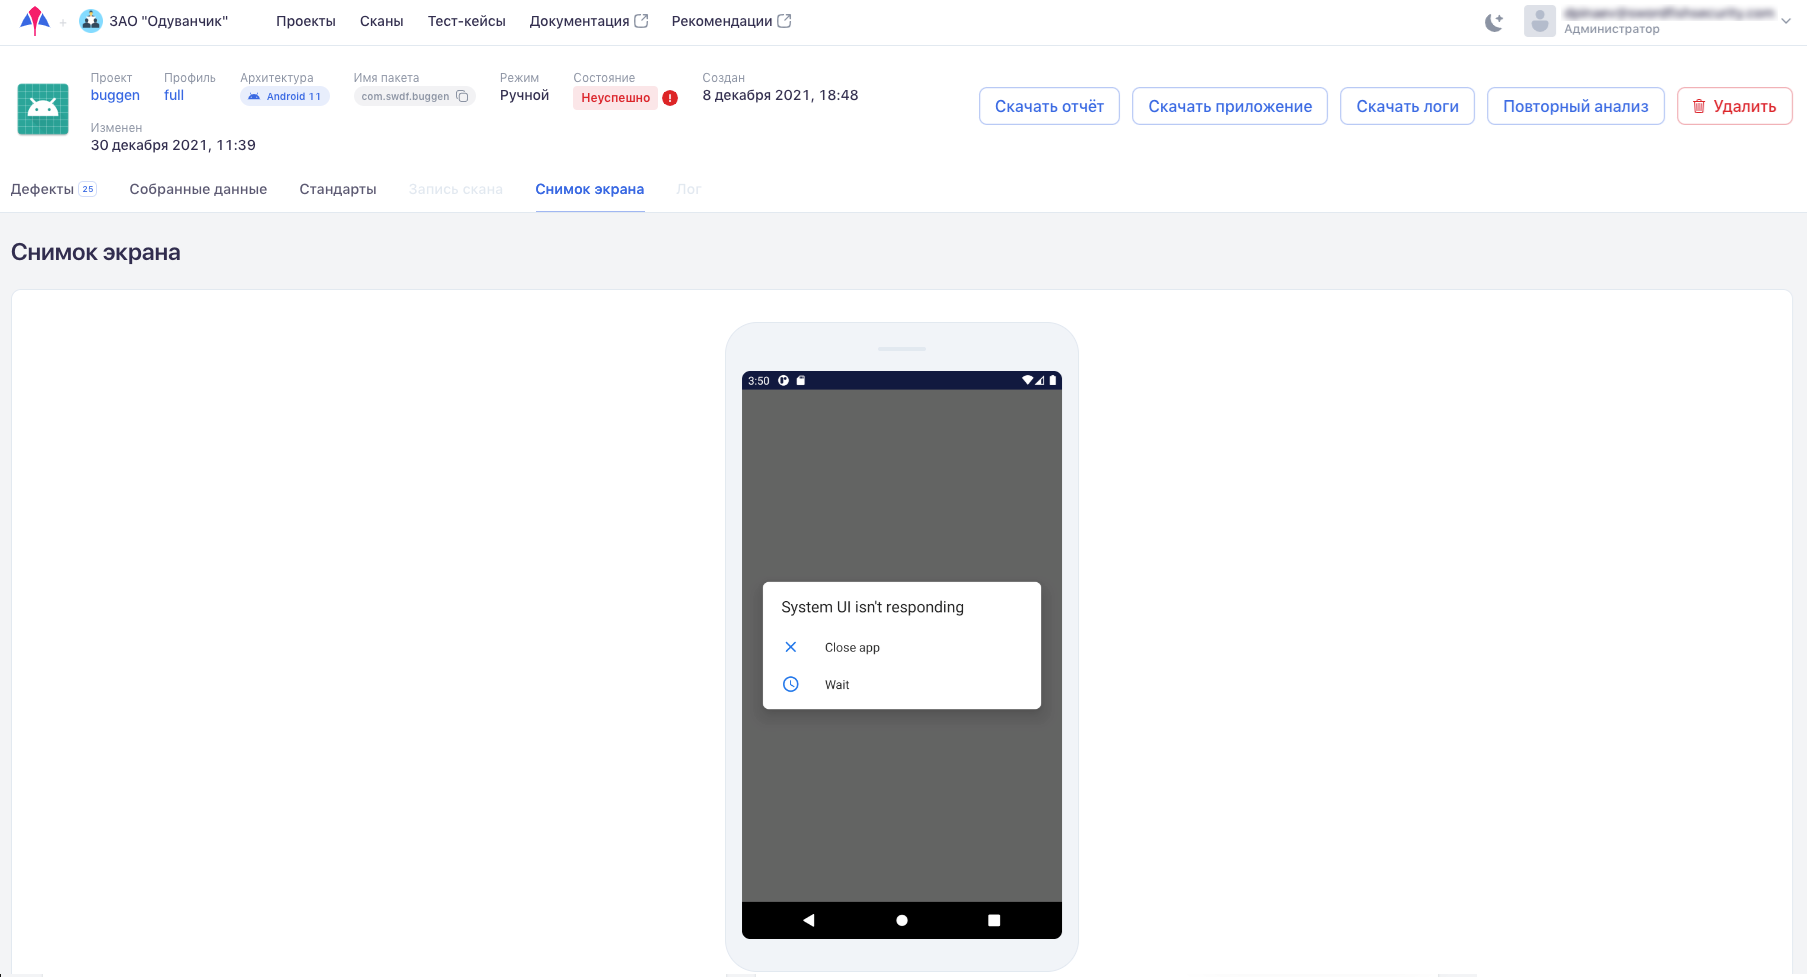 ЗАО "Одуванчик"
Проекты
Сканы
Тест-кейсы
Документация
Рекомендации
Администратор
Проект
buggen
Профиль
full
Архитектура
Android 11
Имя пакета
com.swdf.buggen
Режим
Ручной
Состояние
Неуспешно
Создан
8 декабря 2021, 18:48
Изменен
30 декабря 2021, 11:39
Скачать отчёт
Скачать приложение
Скачать логи
Повторный анализ
Удалить
Дефекты 25
Собранные данные
Стандарты
Запись скана
Снимок экрана
Лог
Снимок экрана
3:50
System UI isn't responding
Close app
Wait